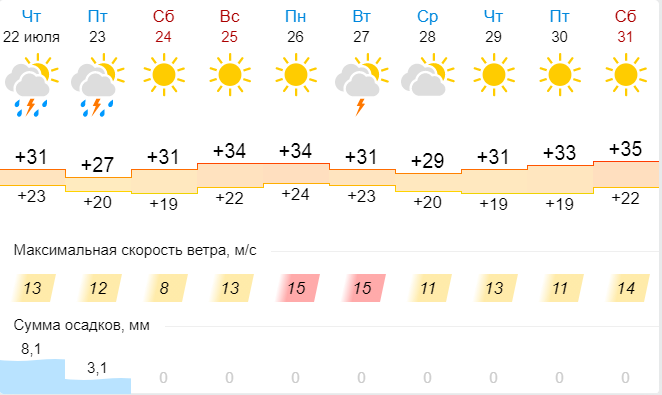 Чт Пт Сб Вс Пн Вт Ср Чт Пт Сб
22 июля 23 24 25 26 27 28 29 30 31
+31 +27 +31 +34 +34 +31 +29 +31 +33 +35
+23 +20 +19 +22 +24 +23 +20 +19 +19 +22
Максимальная скорость ветра, м/с
13 12 8 13 15 15 11 13 11 14
Сумма осадков, мм
8,1 3,1 0 0 0 0 0 0 0 0